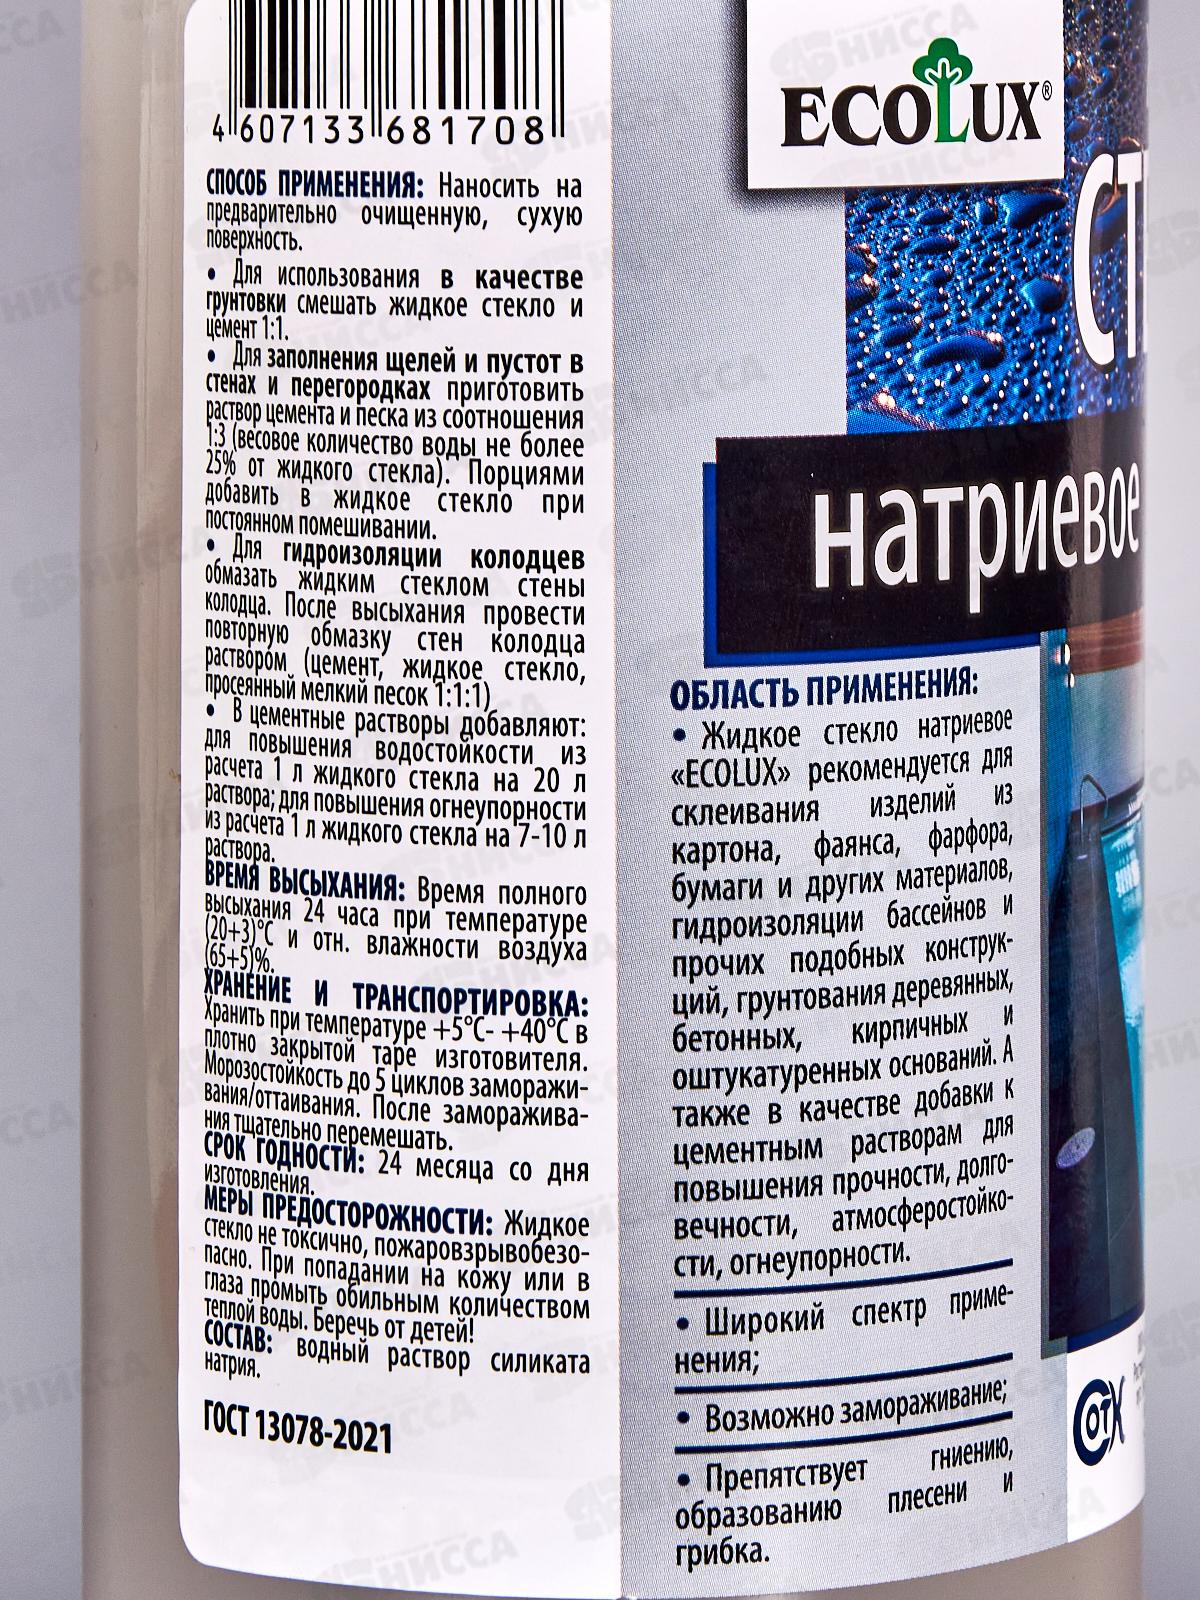 4 607133 681708
СПОСОБ ПРИМЕНЕНИЯ: Наносить на
предварительно очищенную, сухую
поверхность.
• Для использования в качестве
грунтовки смешать жидкое стекло и
цемент 1:1.
• Для заполнения щелей и пустот в
стенах и перегородках приготовить
раствор цемента и песка из соотношения
1:3 (весовое количество воды не более
25% от жидкого стекла). Порциями
добавить в жидкое стекло при
постоянном помешивании.
• Для гидроизоляции колодцев
обмазать жидким стеклом стены
колодца. После высыхания провести
повторную обмазку стен колодца
раствором (цемент, жидкое стекло,
просеянный мелкий песок 1:1:1)
• В цементные растворы добавляют:
для повышения водостойкости из
расчета 1 л жидкого стекла на 20 л
раствора; для повышения огнеупорности
из расчета 1 л жидкого стекла на 7-10 л
раствора.
ВРЕМЯ ВЫСЫХАНИЯ: Время полного
высыхания 24 часа при температуре
(20+3)°С и отн. влажности воздуха
(65+5)%.
ХРАНЕНИЕ И ТРАНСПОРТИРОВКА:
Хранить при температуре +5°С- +40°С в
плотно закрытой таре изготовителя.
Морозостойкость до 5 циклов заморажи-
вания/оттаивания. После заморажива-
ния тщательно перемешать.
СРОК ГОДНОСТИ: 24 месяца со дня
изготовления.
МЕРЫ ПРЕДОСТОРОЖНОСТИ: Жидкое
стекло не токсично, пожаровзрывобезо-
пасно. При попадании на кожу или в
глаза промыть обильным количеством
теплой воды. Беречь от детей!
СОСТАВ: водный раствор силиката
натрия.
ГОСТ 13078-2021
ECOLUX®
СТ
натриевое
ОБЛАСТЬ ПРИМЕНЕНИЯ:
• Жидкое стекло натриевое
«ECOLUX» рекомендуется для
склеивания изделий из
картона, фаянса, фарфора,
бумаги и других материалов,
гидроизоляции бассейнов и
прочих подобных конструк-
ций, грунтования деревянных,
бетонных, кирпичных и
оштукатуренных оснований. А
также в качестве добавки к
цементным растворам для
повышения прочности, долго-
вечности, атмосферостойко-
сти, огнеупорности.
• Широкий спектр приме-
нения;
• Возможно замораживание;
• Препятствует гниению,
образованию плесени и
грибка.